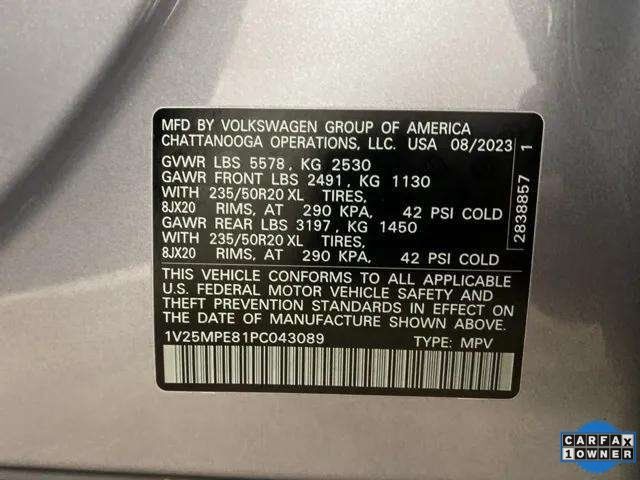 MFD BY VOLKSWAGEN GROUP OF AMERICA
CHATTANOOGA OPERATIONS, LLC. USA 08/2023
GVWR LBS 5578, KG 2530
GAWR FRONT LBS 2491, KG 1130
WITH 235/50R20 XL TIRES,
8JX20 RIMS, AT 290 KPA, 42 PSI COLD
GAWR REAR LBS 3197, KG 1450
WITH 235/50R20 XL TIRES,
8JX20 RIMS, AT 290 KPA, 42 PSI COLD
THIS VEHICLE CONFORMS TO ALL APPLICABLE
U.S. FEDERAL MOTOR VEHICLE SAFETY AND
THEFT PREVENTION STANDARDS IN EFFECT ON
THE DATE OF MANUFACTURE SHOWN ABOVE.
1V25MPE81PC043089 TYPE: MPV
2838857 1
CARFAX
1 OWNER